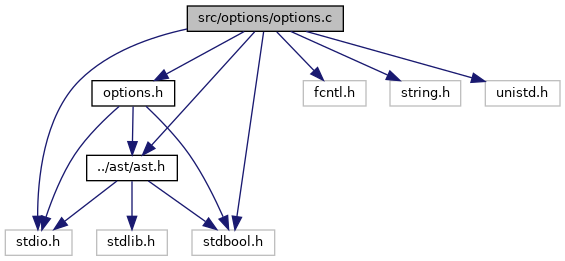 src/options/options.c
options.h
fcntl.h
string.h
unistd.h
../ast/ast.h
stdio.h
stdlib.h
stdbool.h